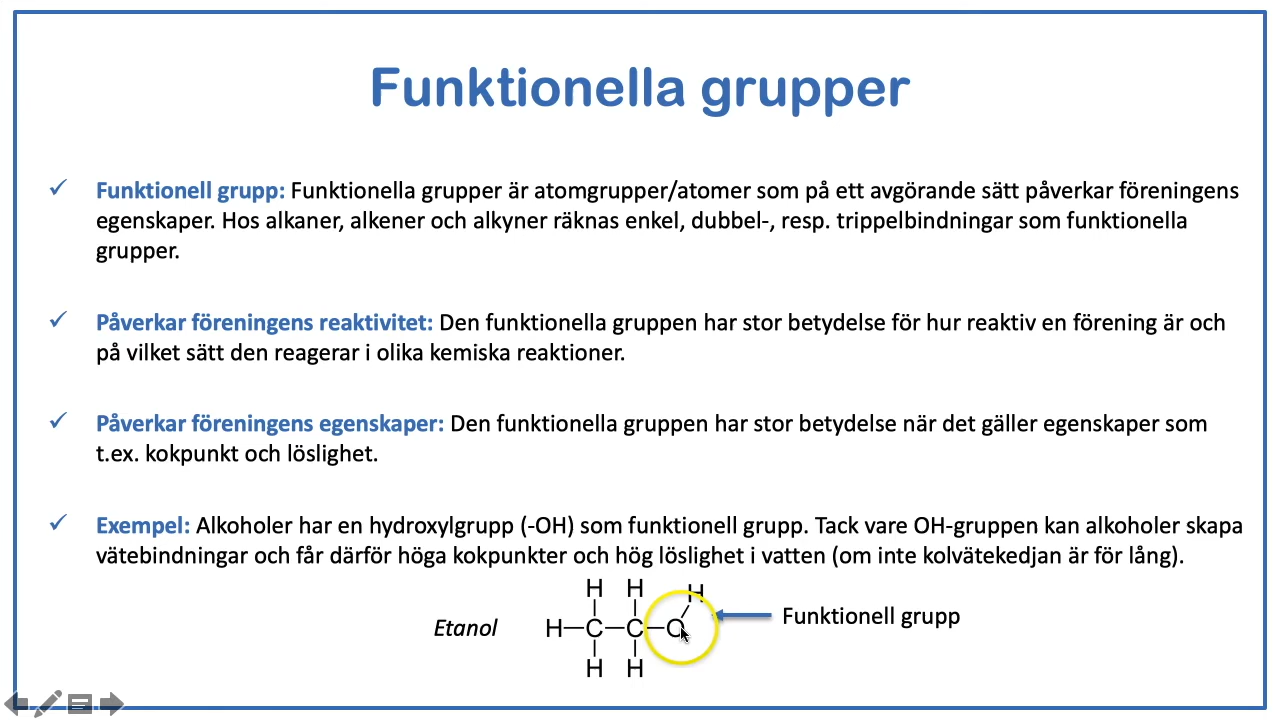 Funktionella grupper
Funktionell grupp: Funktionella grupper är atomgrupper/atomer som på ett avgörande sätt påverkar föreningens
egenskaper. Hos alkaner, alkener och alkyner räknas enkel, dubbel-, resp. trippelbindningar som funktionella
grupper.
Påverkar föreningens reaktivitet: Den funktionella gruppen har stor betydelse för hur reaktiv en förening är och
på vilket sätt den reagerar i olika kemiska reaktioner.
Påverkar föreningens egenskaper: Den funktionella gruppen har stor betydelse när det gäller egenskaper som
t.ex. kokpunkt och löslighet.
Exempel: Alkoholer har en hydroxylgrupp (-OH) som funktionell grupp. Tack vare OH-gruppen kan alkoholer skapa
vätebindningar och får därför höga kokpunkter och hög löslighet i vatten (om inte kolvätekedjan är för lång).
H H H
Funktionell grupp
Etanol H—C—C—O
H H